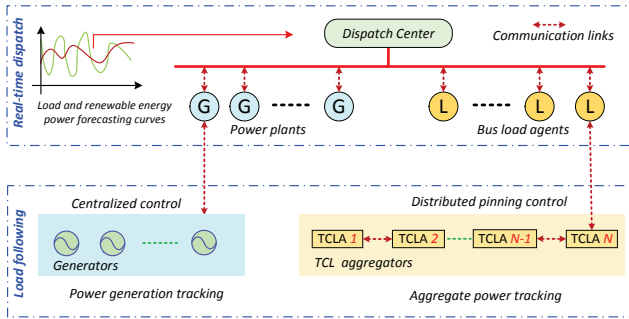 Real-time dispatch
Dispatch Center
Communication links
Load and renewable energy
power forecasting curves
G G G L L L
Power plants
Bus load agents
Load following
Centralized control
Distributed pinning control
TCLA 1 TCLA 2 TCLA N-1 TCLA N
Generators
TCL aggregators
Power generation tracking
Aggregate power tracking